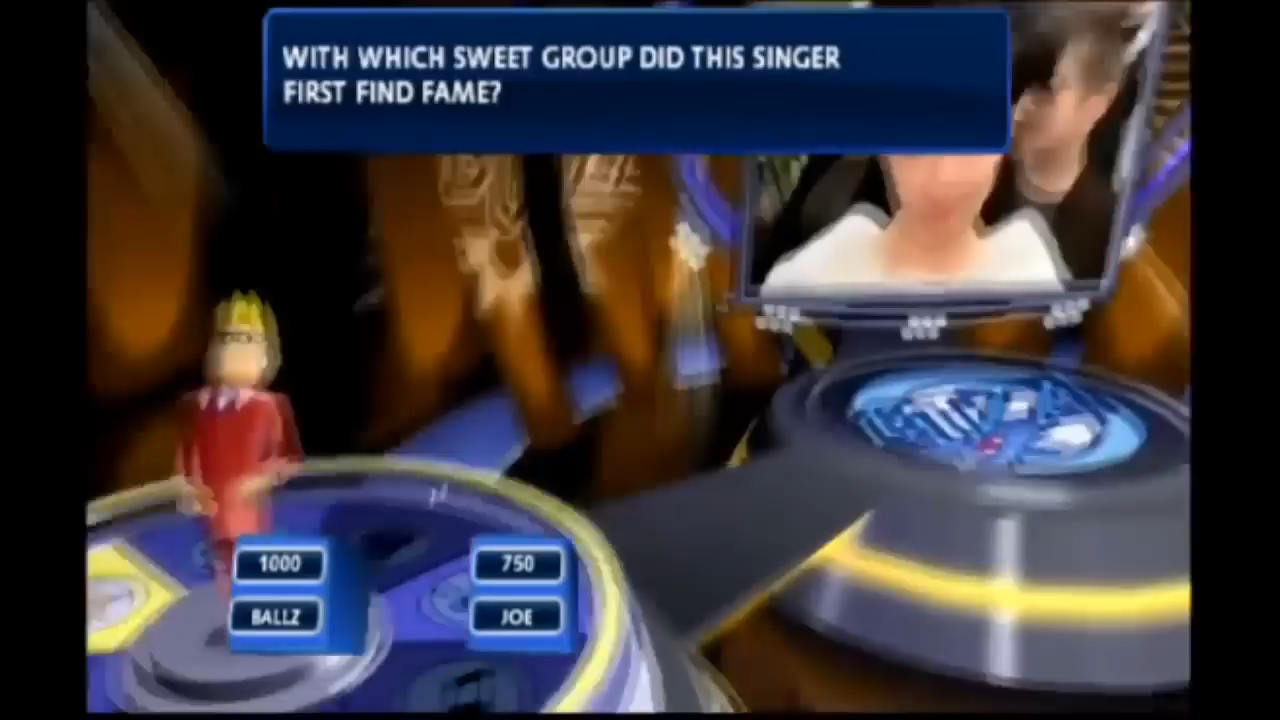 WITH WHICH SWEET GROUP DID THIS SINGER
FIRST FIND FAME?
1000
750
BALLZ
JOE